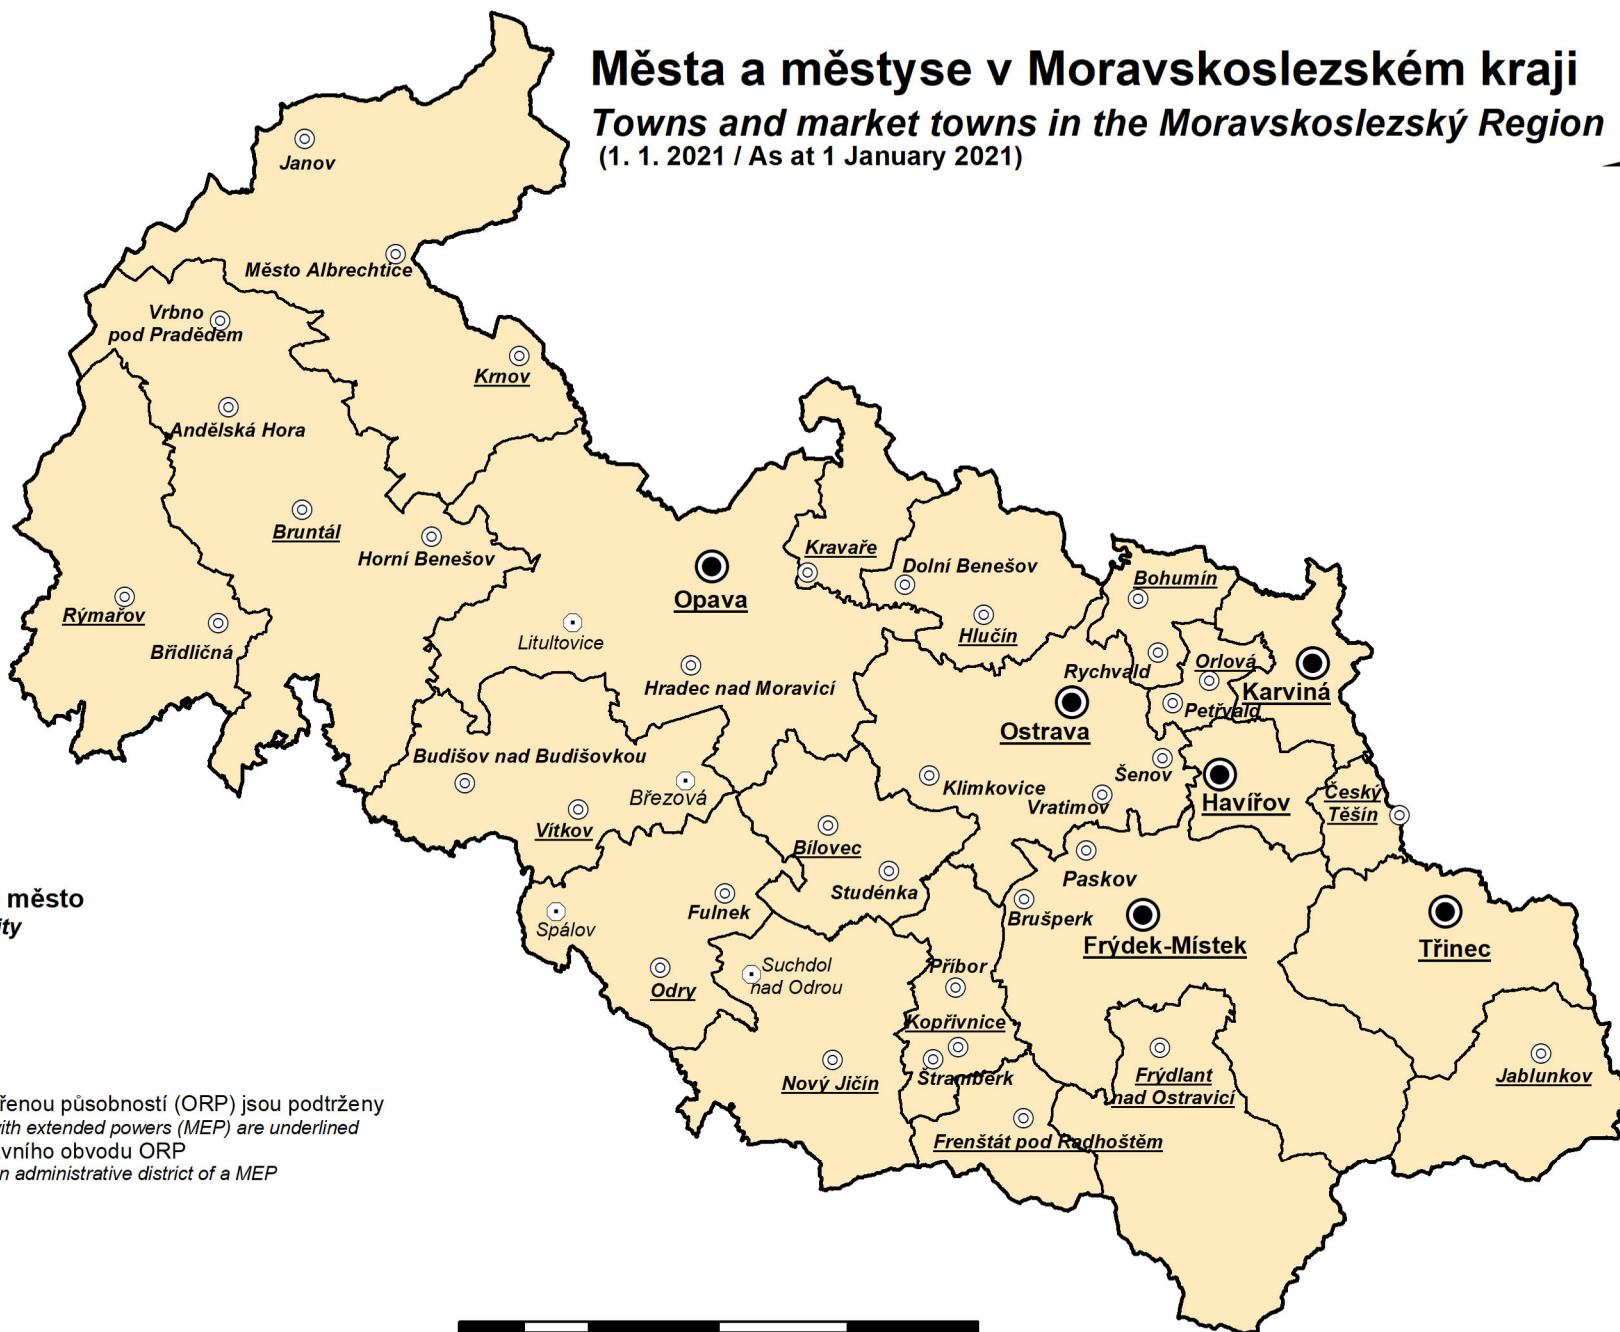 Města a městyse v Moravskoslezském kraji
Towns and market towns in the Moravskoslezský Region
(1. 1. 2021 / As at 1 January 2021)
Janov
Město Albrechtice
Vrbno
pod Pradědem
Krnov
Andělská Hora
Bruntál
Horní Benešov
Kravaře
Dolní Benešov
Bohumín
Opava
Rýmařov
Břidličná
Litultovice
Hlučín
Rychvald
Orlová
Hradec nad Moravicí
Karviná
Petřvald
Ostrava
Budišov nad Budišovkou
Březová
Klimkovice
Šenov
Vratimov
Havířov
Český
Těšín
Vítkov
Bílovec
Studénka
Paskov
město
ity
Fulnek
Brušperk
Spálov
Frýdek-Místek
Třinec
Suchdol
nad Odrou
Příbor
Odry
Kopřivnice
Nový Jičín
Štramberk
Frýdlant
nad Ostravicí
Jablunkov
řenou působností (ORP) jsou podtrženy
vith extended powers (MEP) are underlined
Frenštát pod Radhoštěm
vního obvodu ORP
n administrative district of a MEP